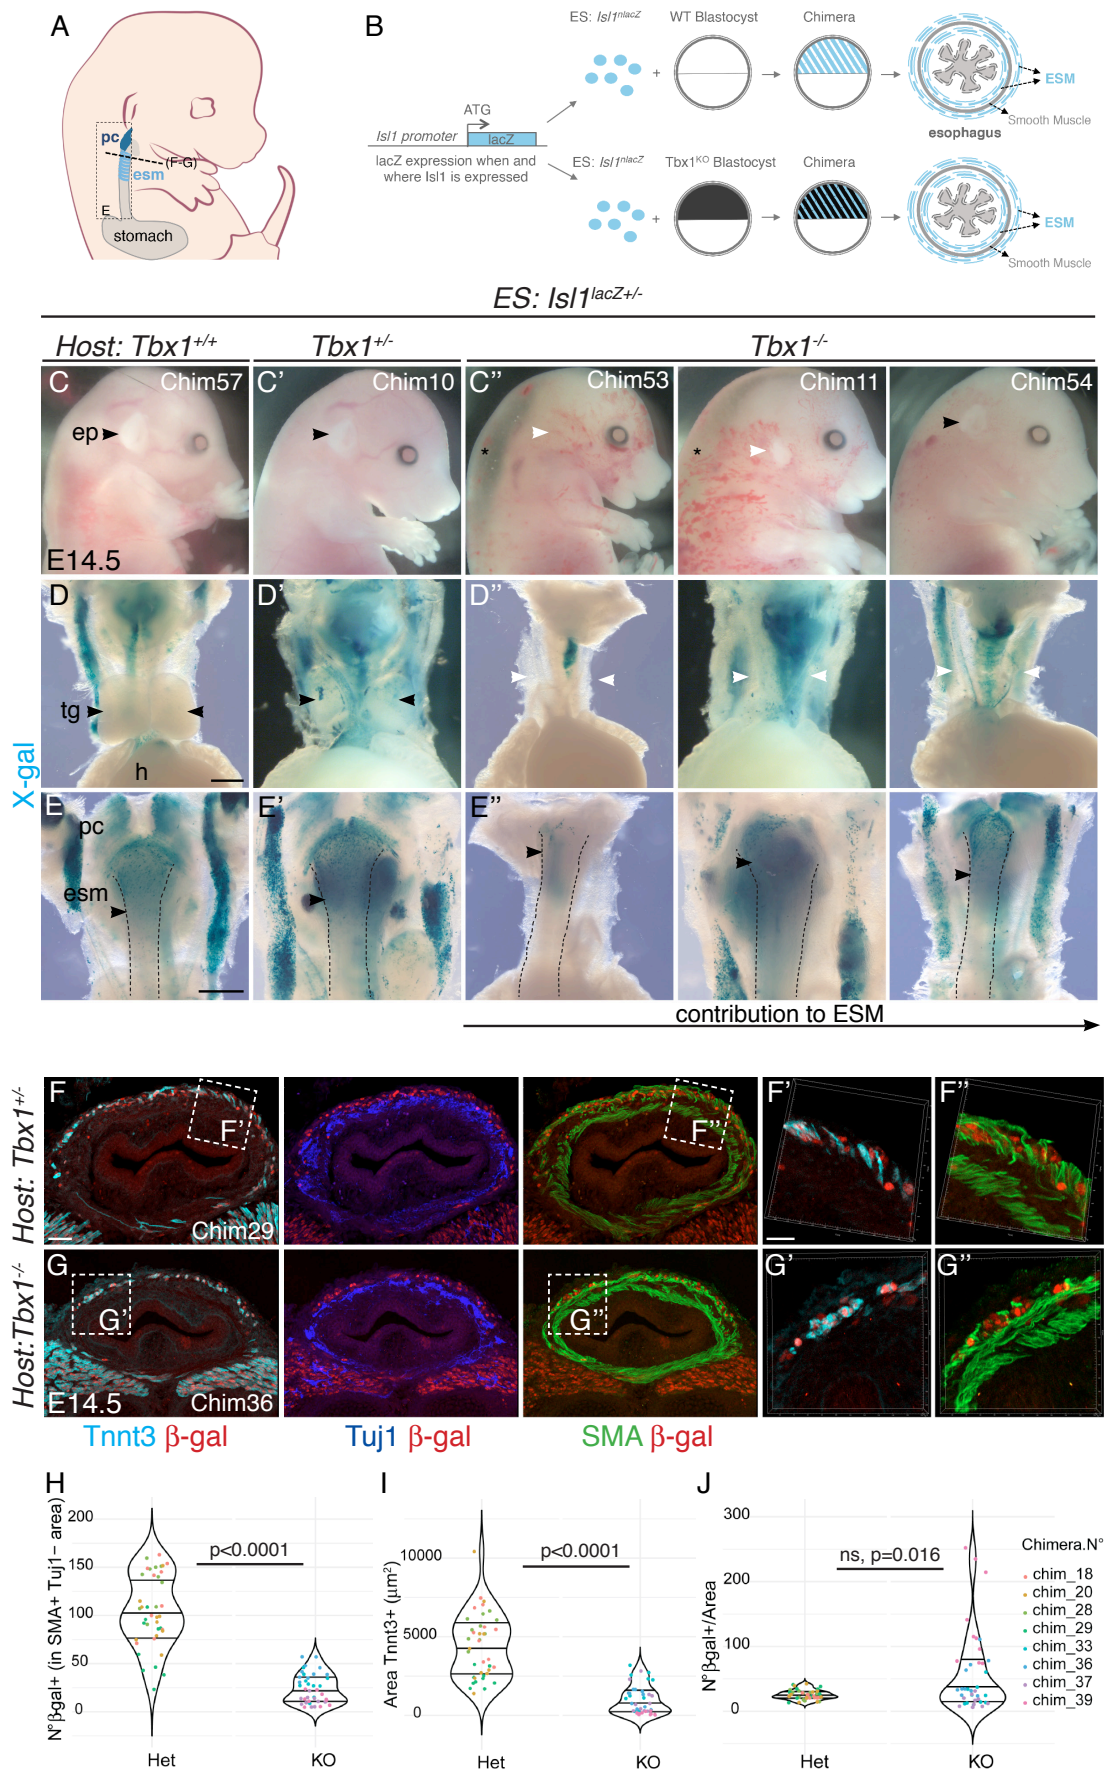 A
pc
(F-G)
esm
E
stomach
B
ES: Isl1nlacZ
WT Blastocyst
Chimera
+
ESM
Smooth Muscle
esophagus
ATG
Isl1 promoter
lacZ
lacZ expression when and
where Isl1 is expressed
ES: Isl1nlacZ
Tbx1KO Blastocyst
Chimera
+
ESM
Smooth Muscle
ES: Isl1lacZ+/-
Host: Tbx1+/+
Tbx1+/-
Tbx1-/-
C
Chim57
C'
Chim10
C"
Chim53
Chim11
Chim54
ep
*
*
E14.5
D
D'
D"
tg
h
X-gal
E
E'
E"
pc
esm
contribution to ESM
Host: Tbx1+/-
F
F'
Chim29
F"
F'
F"
Host:Tbx1-/-
G
G'
E14.5
Chim36
G"
G'
G"
Tnnt3 β-gal
Tuj1 β-gal
SMA β-gal
H
N°β-gal+ (in SMA+ Tuj1- area)
200
150
100
50
0
p<0.0001
Het
KO
I
Area Tnnt3+ (μm2)
10000
5000
0
p<0.0001
Het
KO
J
N°β-gal+/Area
300
200
100
0
ns, p=0.016
Het
KO
Chimera.N°
chim_18
chim_20
chim_28
chim_29
chim_33
chim_36
chim_37
chim_39